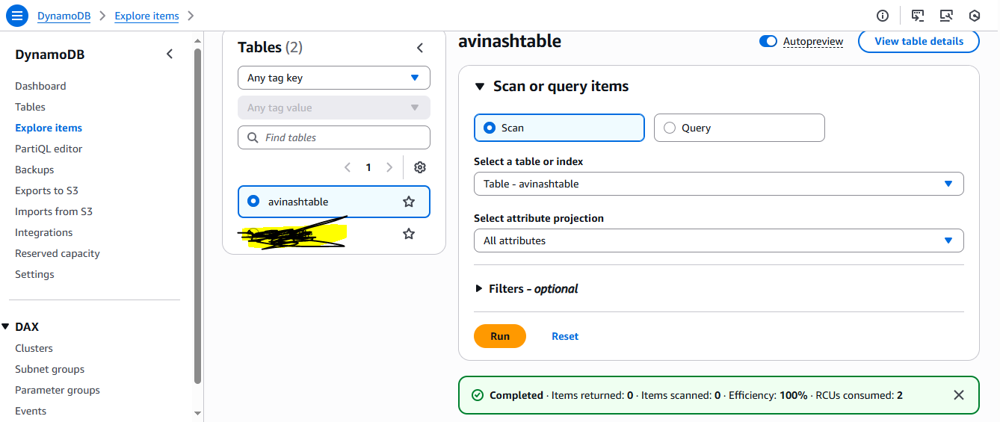 DynamoDB > Explore items >
DynamoDB
Dashboard
Tables
Explore items
PartiQL editor
Backups
Exports to S3
Imports from S3
Integrations
Reserved capacity
Settings
DAX
Clusters
Subnet groups
Parameter groups
Events
Tables (2)
Any tag key
Any tag value
Find tables
1
avinashtable
avinashtable
Autopreview
View table details
Scan or query items
Scan
Query
Select a table or index
Table - avinashtable
Select attribute projection
All attributes
Filters - optional
Run
Reset
Completed · Items returned: 0 · Items scanned: 0 · Efficiency: 100% · RCUs consumed: 2